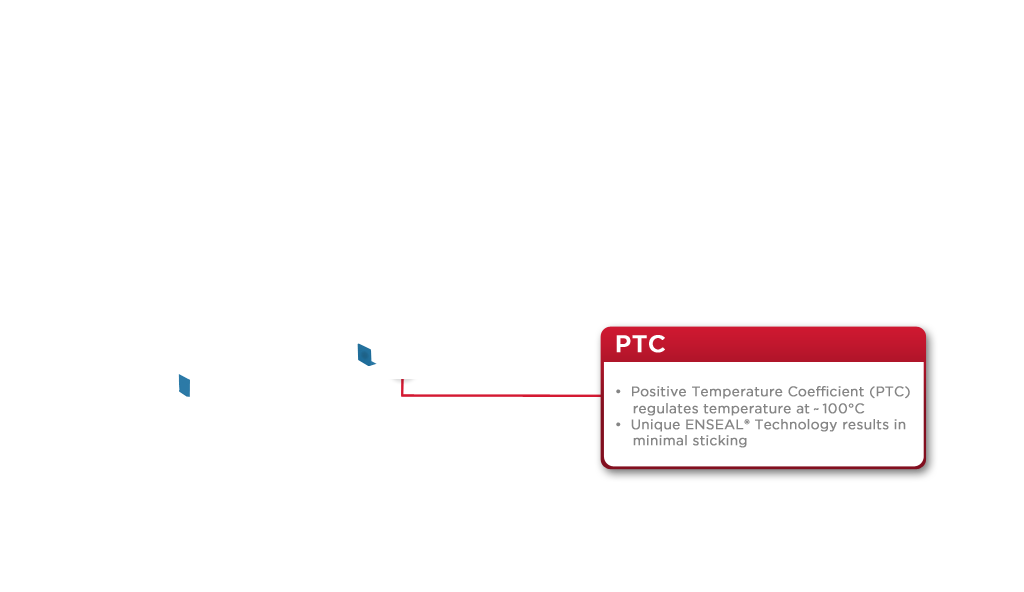 PTC
• Positive Temperature Coefficient (PTC)
regulates temperature at ~100°C
• Unique ENSEAL® Technology results in
minimal sticking